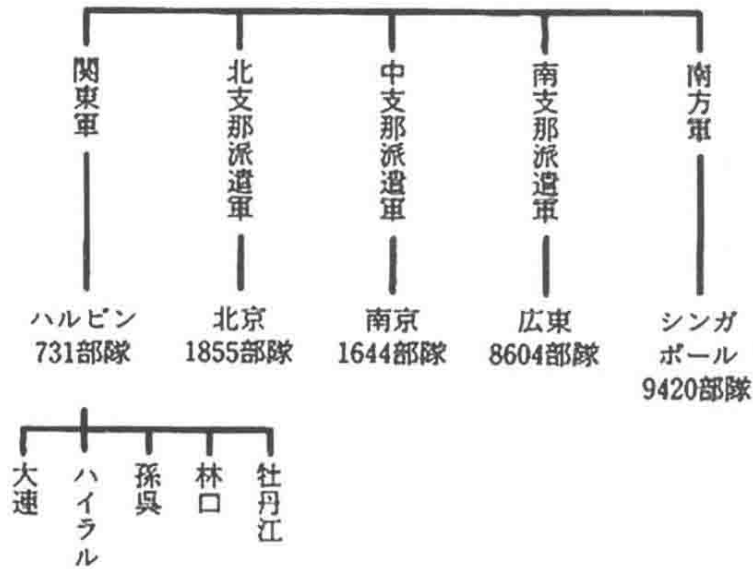 関東軍
北支那派遣軍
中支那派遣軍
南支那派遣軍
南方軍
ハルビン
731部隊
北京
1855部隊
南京
1644部隊
広東
8604部隊
シンガ
ポール
9420部隊
大連
ハイラル
孫呉
林口
牡丹江